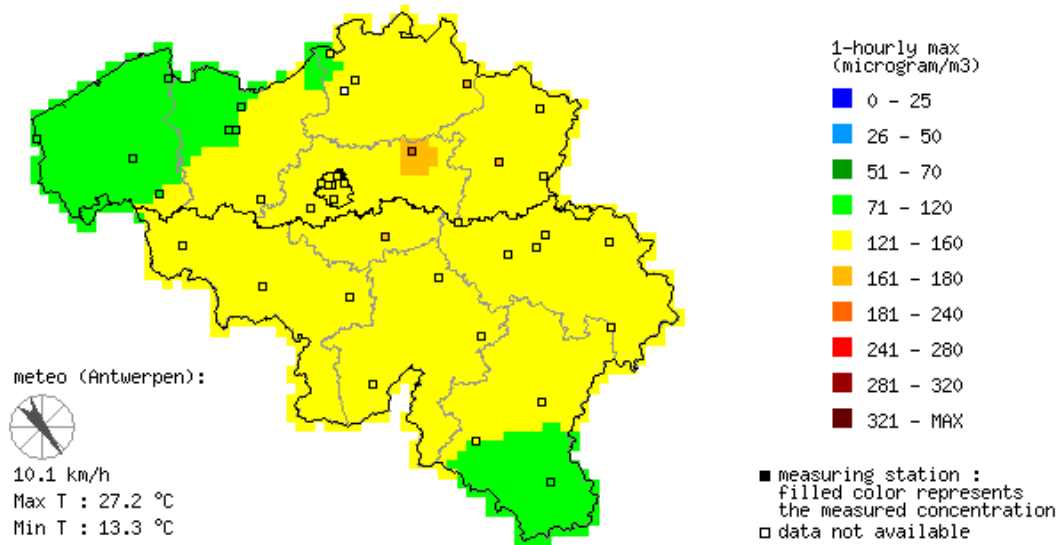 1-hourly max
(microgram/m3)
0 - 25
26 - 50
51 - 70
71 - 120
121 - 160
161 - 180
181 - 240
241 - 280
281 - 320
321 - MAX
meteo (Antwerpen):
10.1 km/h
Max T : 27.2 °C
Min T : 13.3 °C
measuring station :
filled color represents
the measured concentration
data not available